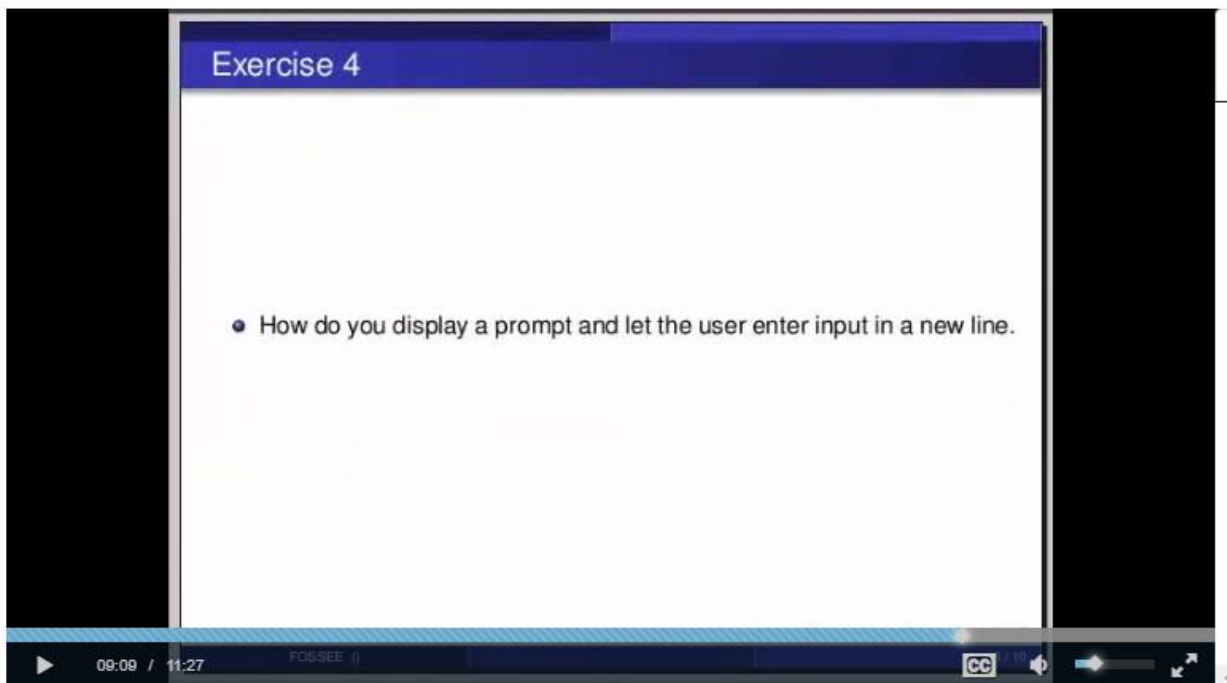 Exercise 4
How do you display a prompt and let the user enter input in a new line.
FOSSEE ()
09:09 / 11:27
CC